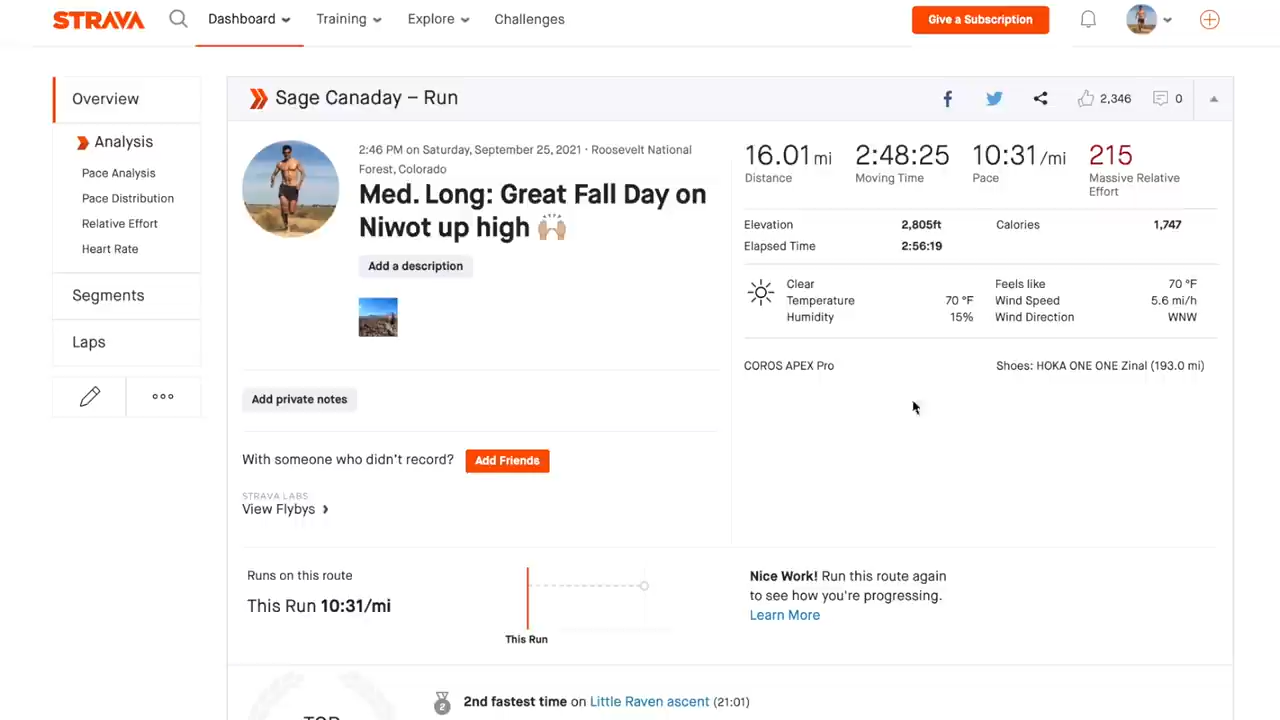 STRAVA
Dashboard
Training
Explore
Challenges
Give a Subscription
Overview
Analysis
Pace Analysis
Pace Distribution
Relative Effort
Heart Rate
Segments
Laps
Sage Canaday – Run
2,346
0
2:46 PM on Saturday, September 25, 2021 · Roosevelt National
Forest, Colorado
Med. Long: Great Fall Day on
Niwot up high 🙌🏼
Add a description
Add private notes
With someone who didn't record?
Add Friends
STRAVA LABS
View Flybys ›
16.01 mi
Distance
2:48:25
Moving Time
10:31 /mi
Pace
215
Massive Relative
Effort
Elevation 2,805ft Calories 1,747
Elapsed Time 2:56:19
Clear Feels like 70 °F
Temperature 70 °F Wind Speed 5.6 mi/h
Humidity 15% Wind Direction WNW
COROS APEX Pro Shoes: HOKA ONE ONE Zinal (193.0 mi)
Runs on this route
This Run 10:31/mi
This Run
Nice Work! Run this route again
to see how you're progressing.
Learn More
2
2nd fastest time on Little Raven ascent (21:01)